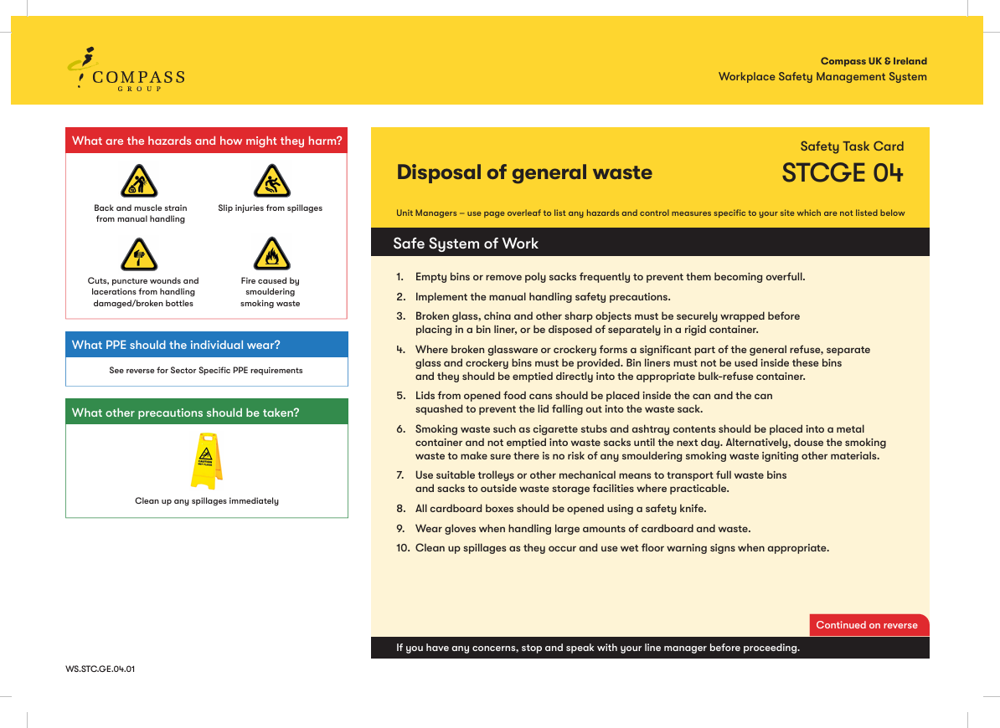 COMPASS
GROUP
Compass UK & Ireland
Workplace Safety Management System
What are the hazards and how might they harm?
Back and muscle strain
from manual handling
Slip injuries from spillages
Cuts, puncture wounds and
lacerations from handling
damaged/broken bottles
Fire caused by
smouldering
smoking waste
What PPE should the individual wear?
See reverse for Sector Specific PPE requirements
What other precautions should be taken?
CAUTION
WET FLOOR
Clean up any spillages immediately
Safety Task Card
Disposal of general waste
STCGE 04
Unit Managers – use page overleaf to list any hazards and control measures specific to your site which are not listed below
Safe System of Work
1. Empty bins or remove poly sacks frequently to prevent them becoming overfull.
2. Implement the manual handling safety precautions.
3. Broken glass, china and other sharp objects must be securely wrapped before
placing in a bin liner, or be disposed of separately in a rigid container.
4. Where broken glassware or crockery forms a significant part of the general refuse, separate
glass and crockery bins must be provided. Bin liners must not be used inside these bins
and they should be emptied directly into the appropriate bulk-refuse container.
5. Lids from opened food cans should be placed inside the can and the can
squashed to prevent the lid falling out into the waste sack.
6. Smoking waste such as cigarette stubs and ashtray contents should be placed into a metal
container and not emptied into waste sacks until the next day. Alternatively, douse the smoking
waste to make sure there is no risk of any smouldering smoking waste igniting other materials.
7. Use suitable trolleys or other mechanical means to transport full waste bins
and sacks to outside waste storage facilities where practicable.
8. All cardboard boxes should be opened using a safety knife.
9. Wear gloves when handling large amounts of cardboard and waste.
10. Clean up spillages as they occur and use wet floor warning signs when appropriate.
Continued on reverse
If you have any concerns, stop and speak with your line manager before proceeding.
WS.STC.GE.04.01